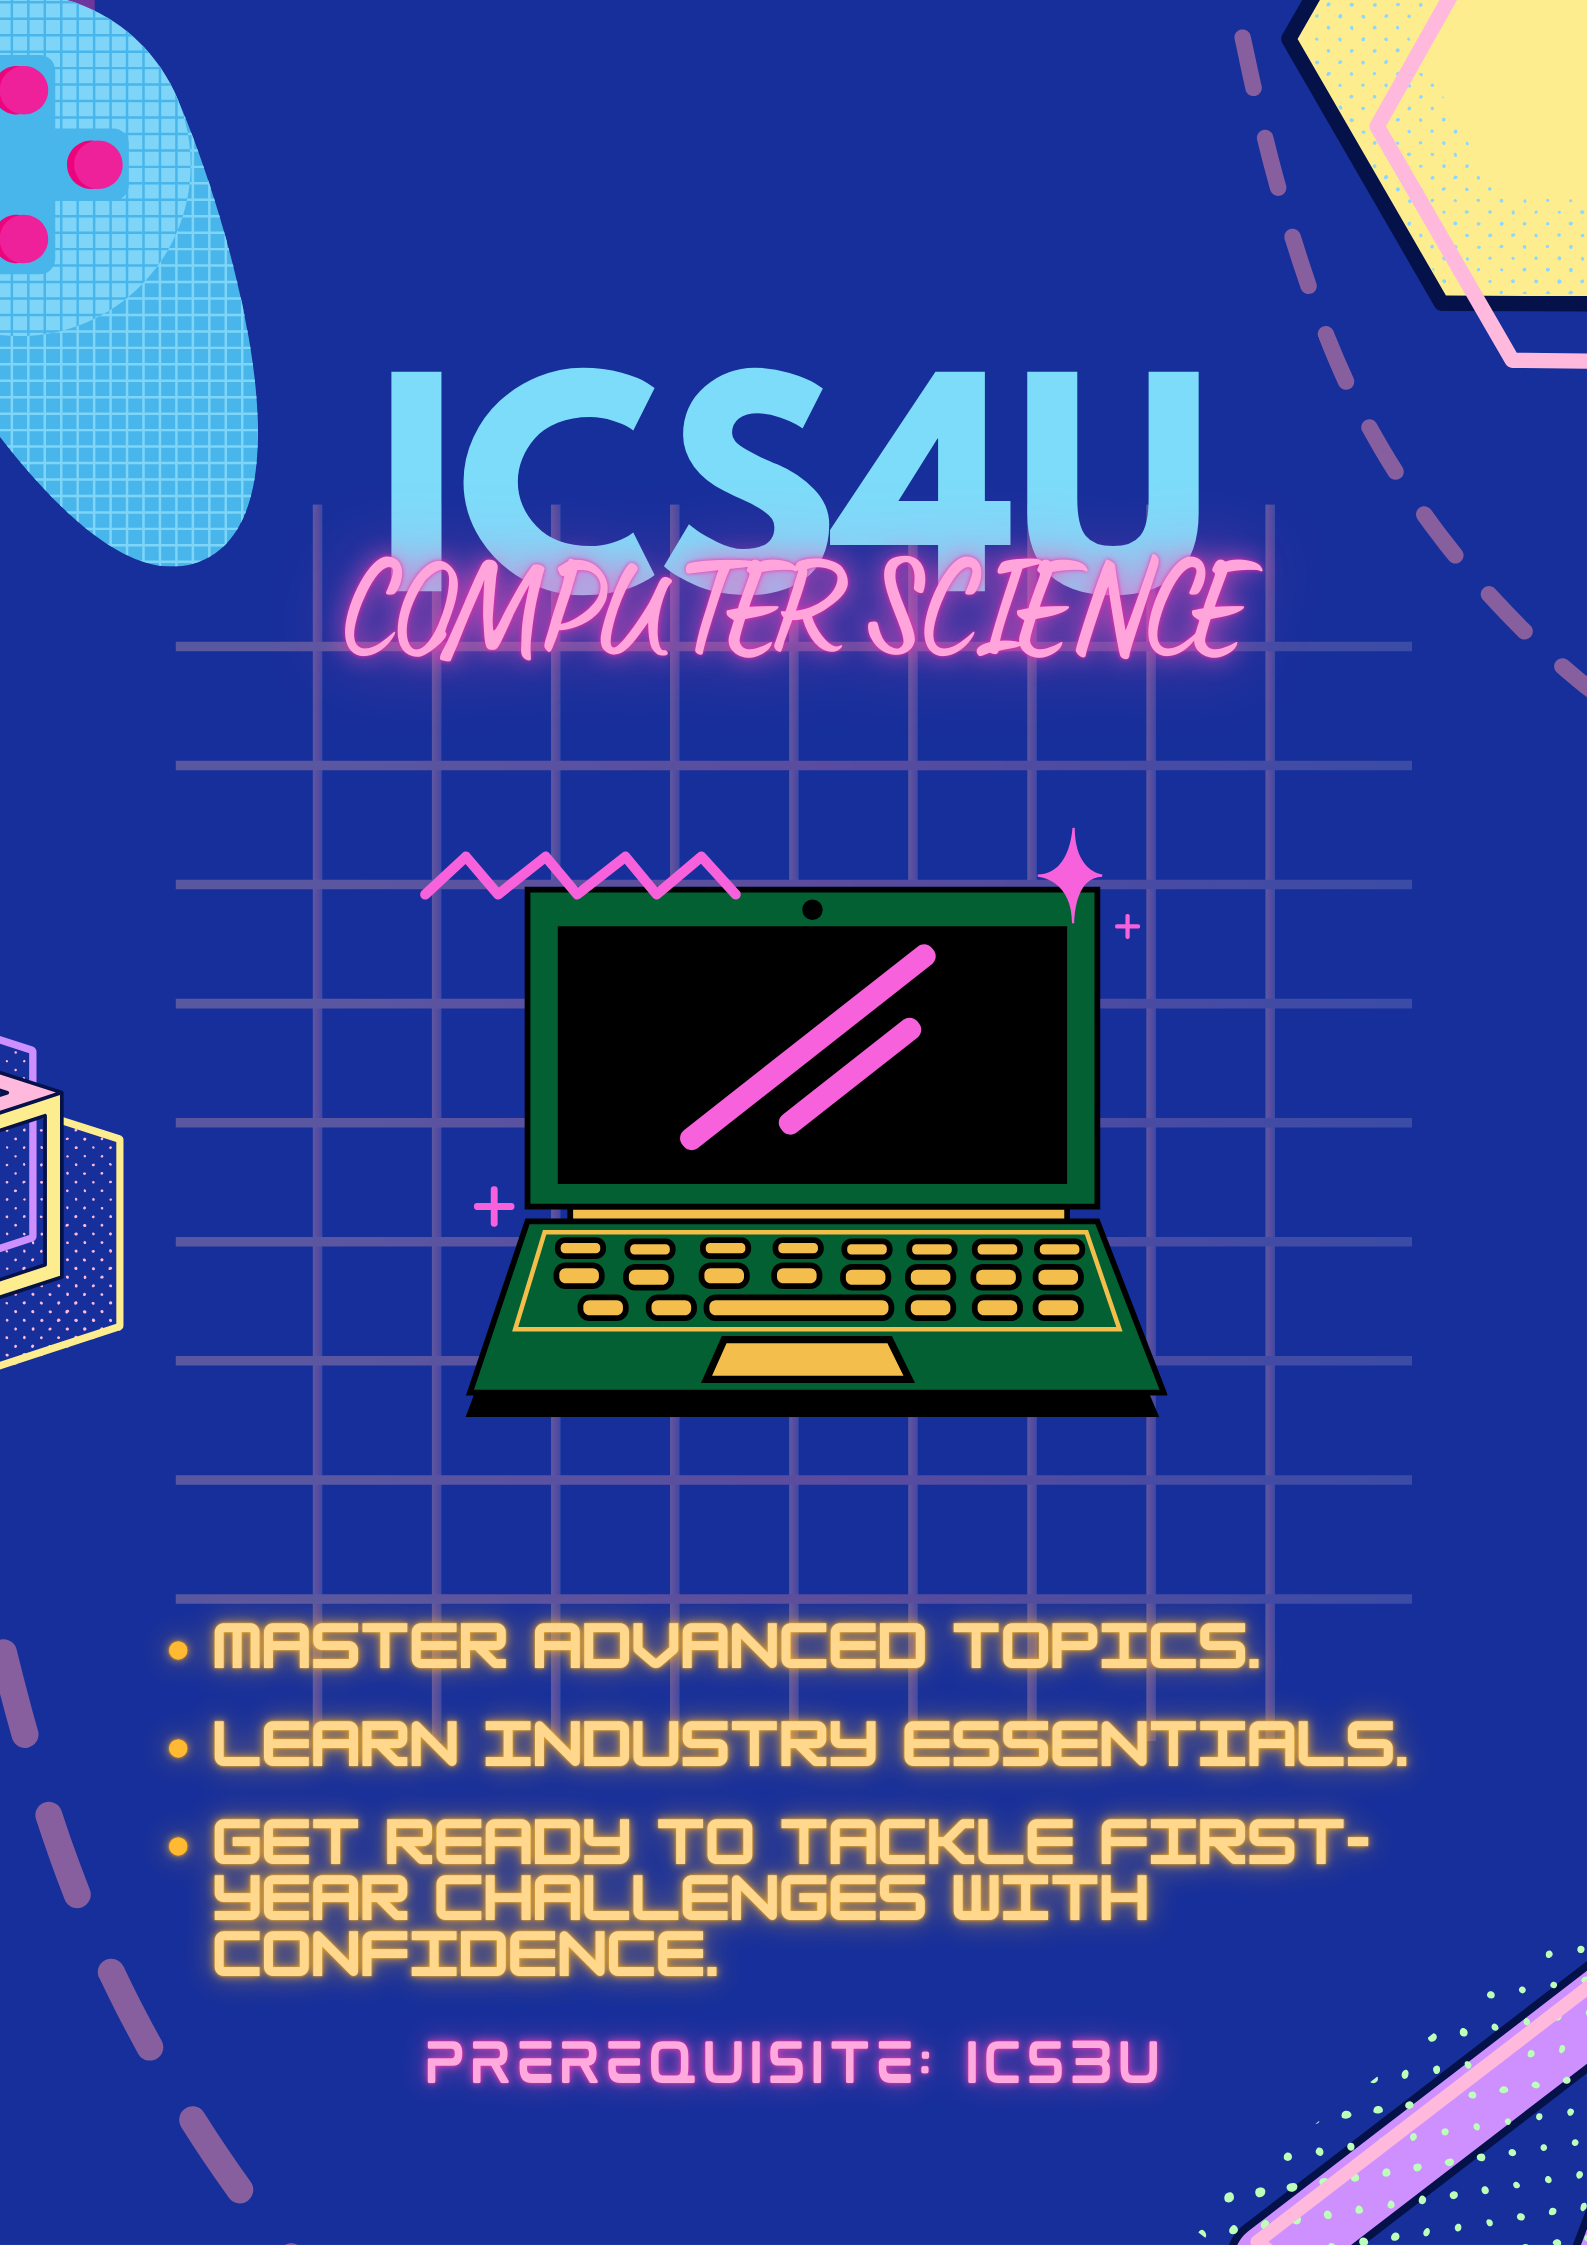 ICS4U
COMPUTER SCIENCE
• MASTER ADVANCED TOPICS.
• LEARN INDUSTRY ESSENTIALS.
• GET READY TO TACKLE FIRST-
YEAR CHALLENGES WITH
CONFIDENCE.
PREREQUISITE: ICS3U